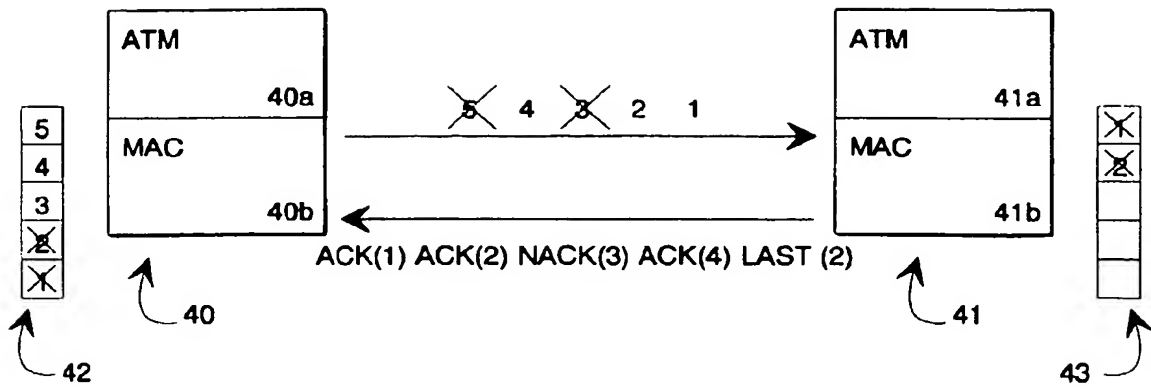 ATM
40a
MAC
40b
5
4
3
2
1
5 4 3 2 1
ACK(1) ACK(2) NACK(3) ACK(4) LAST (2)
ATM
41a
MAC
41b
1
2
40
42
41
43